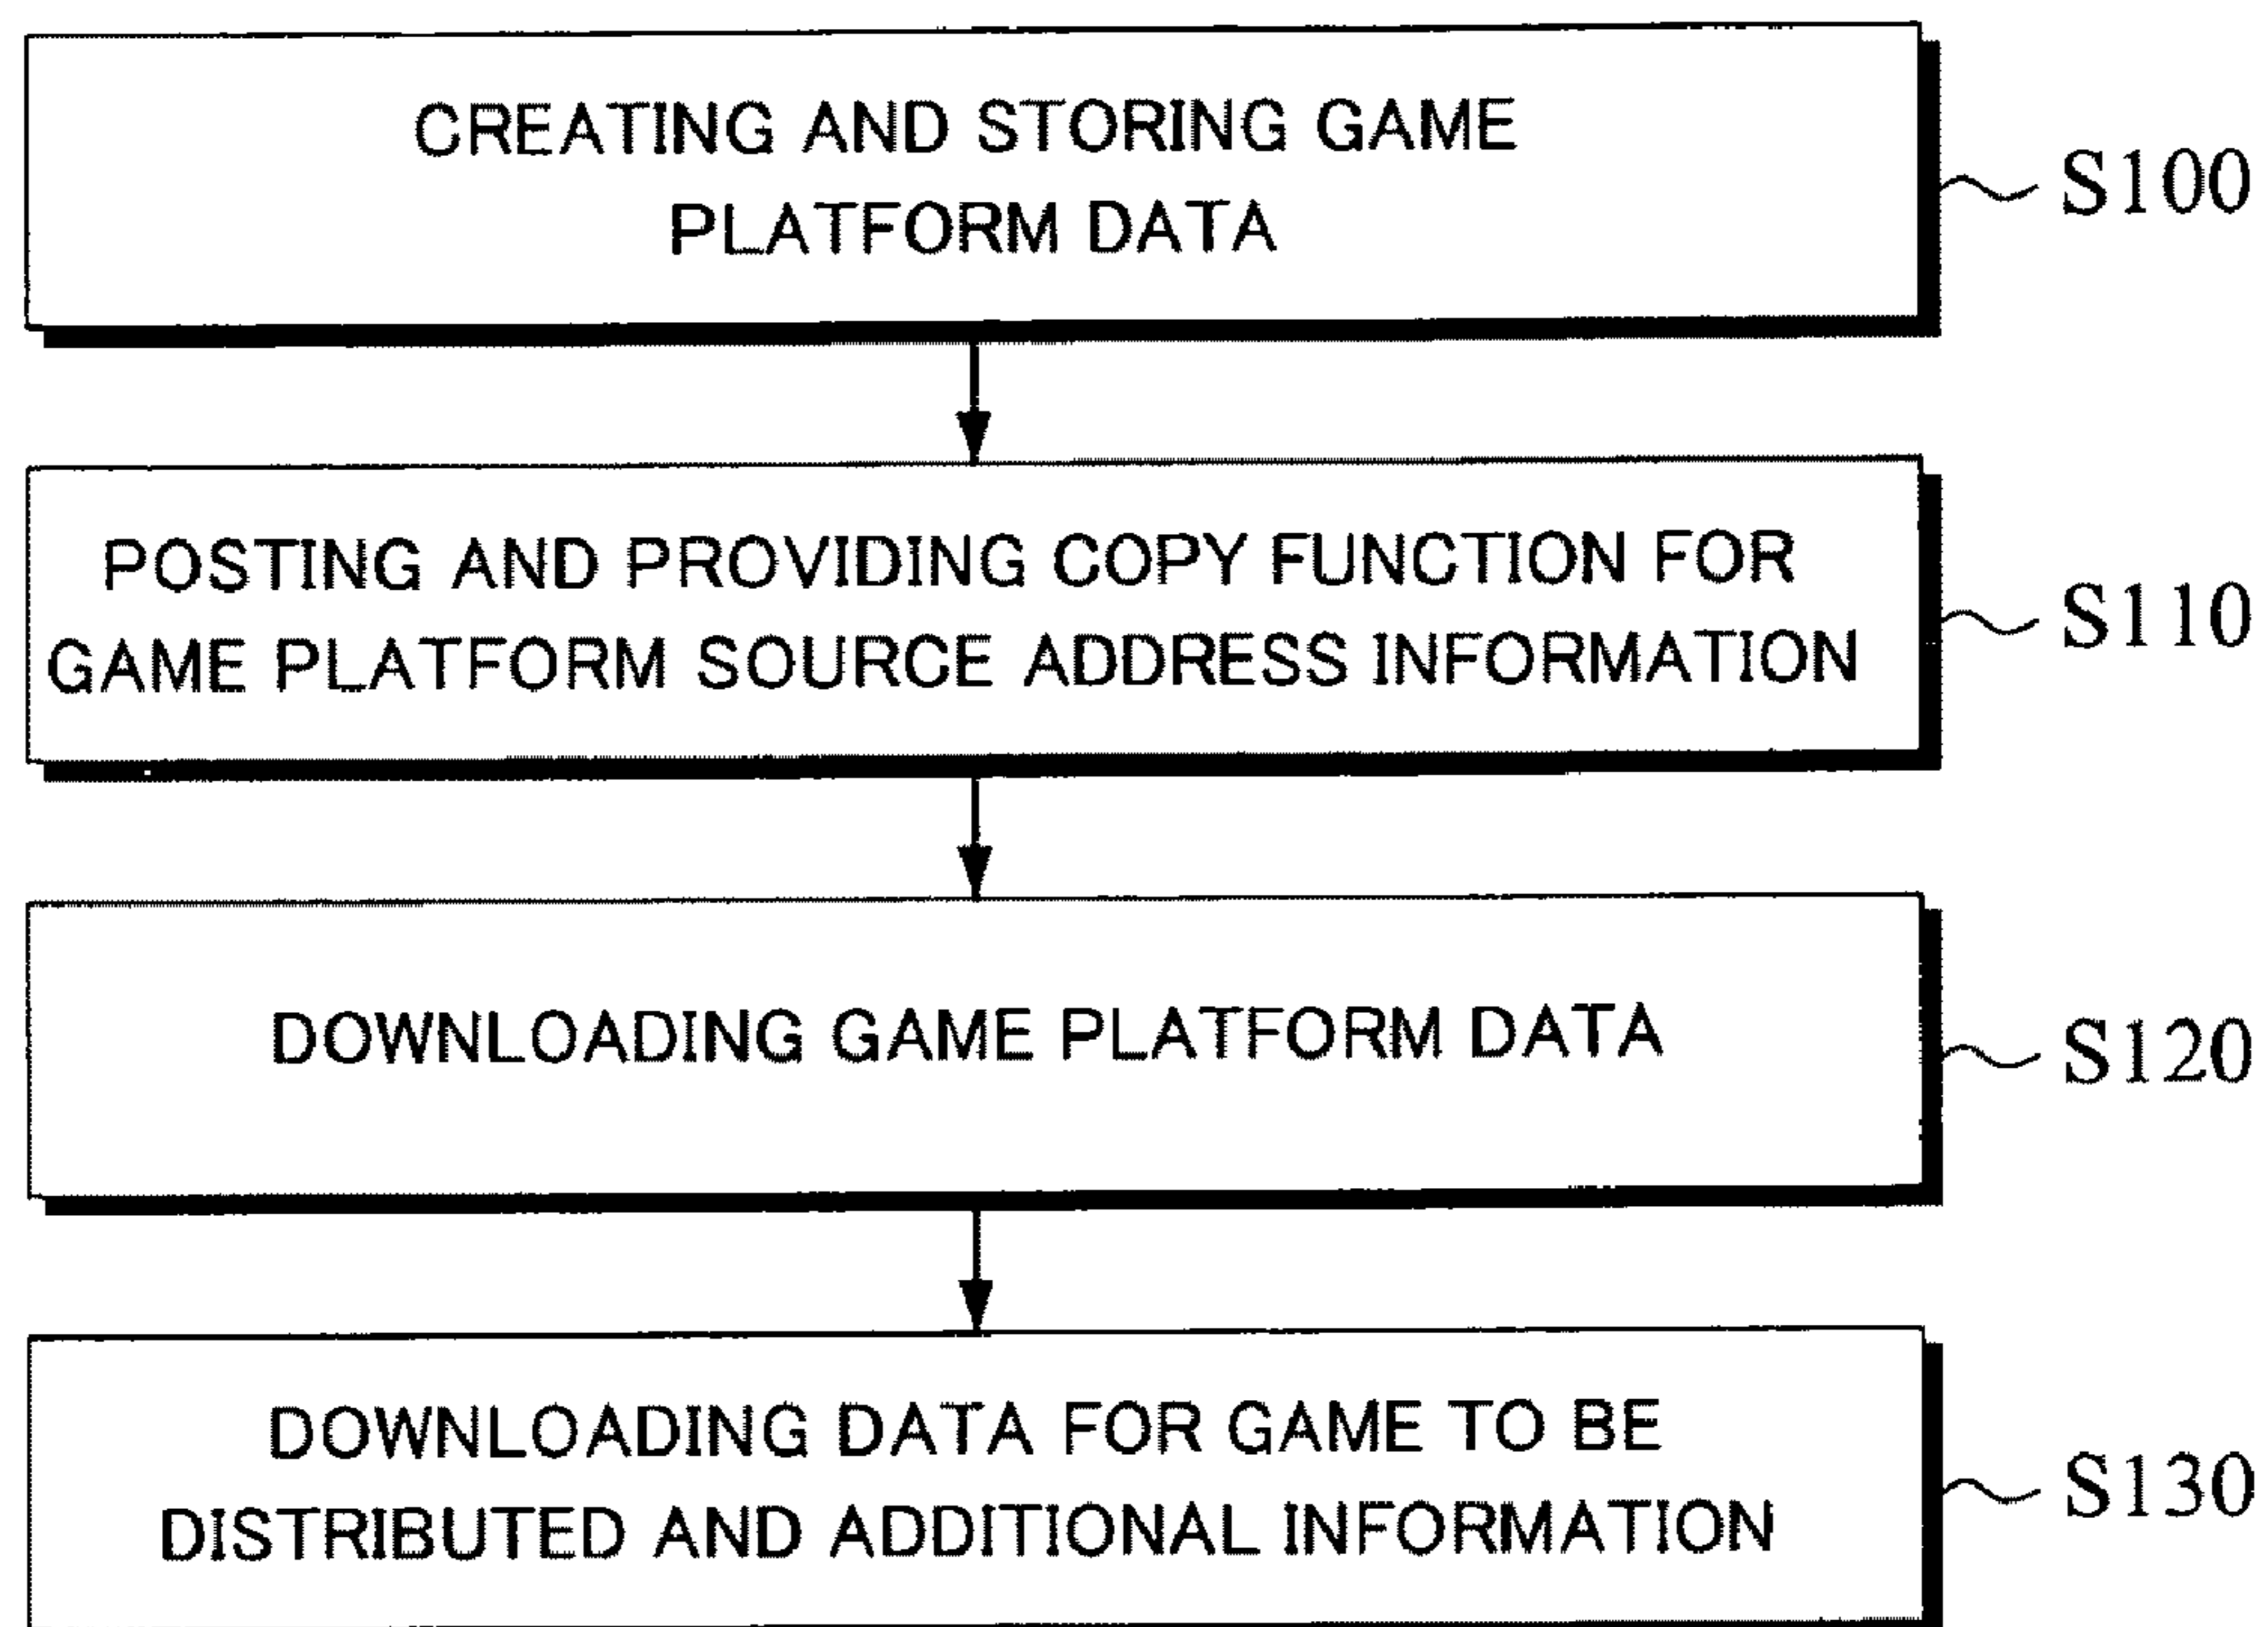 CREATING AND STORING GAME
PLATFORM DATA
S100
POSTING AND PROVIDING COPY FUNCTION FOR
GAME PLATFORM SOURCE ADDRESS INFORMATION
S110
DOWNLOADING GAME PLATFORM DATA
S120
DOWNLOADING DATA FOR GAME TO BE
DISTRIBUTED AND ADDITIONAL INFORMATION
S130